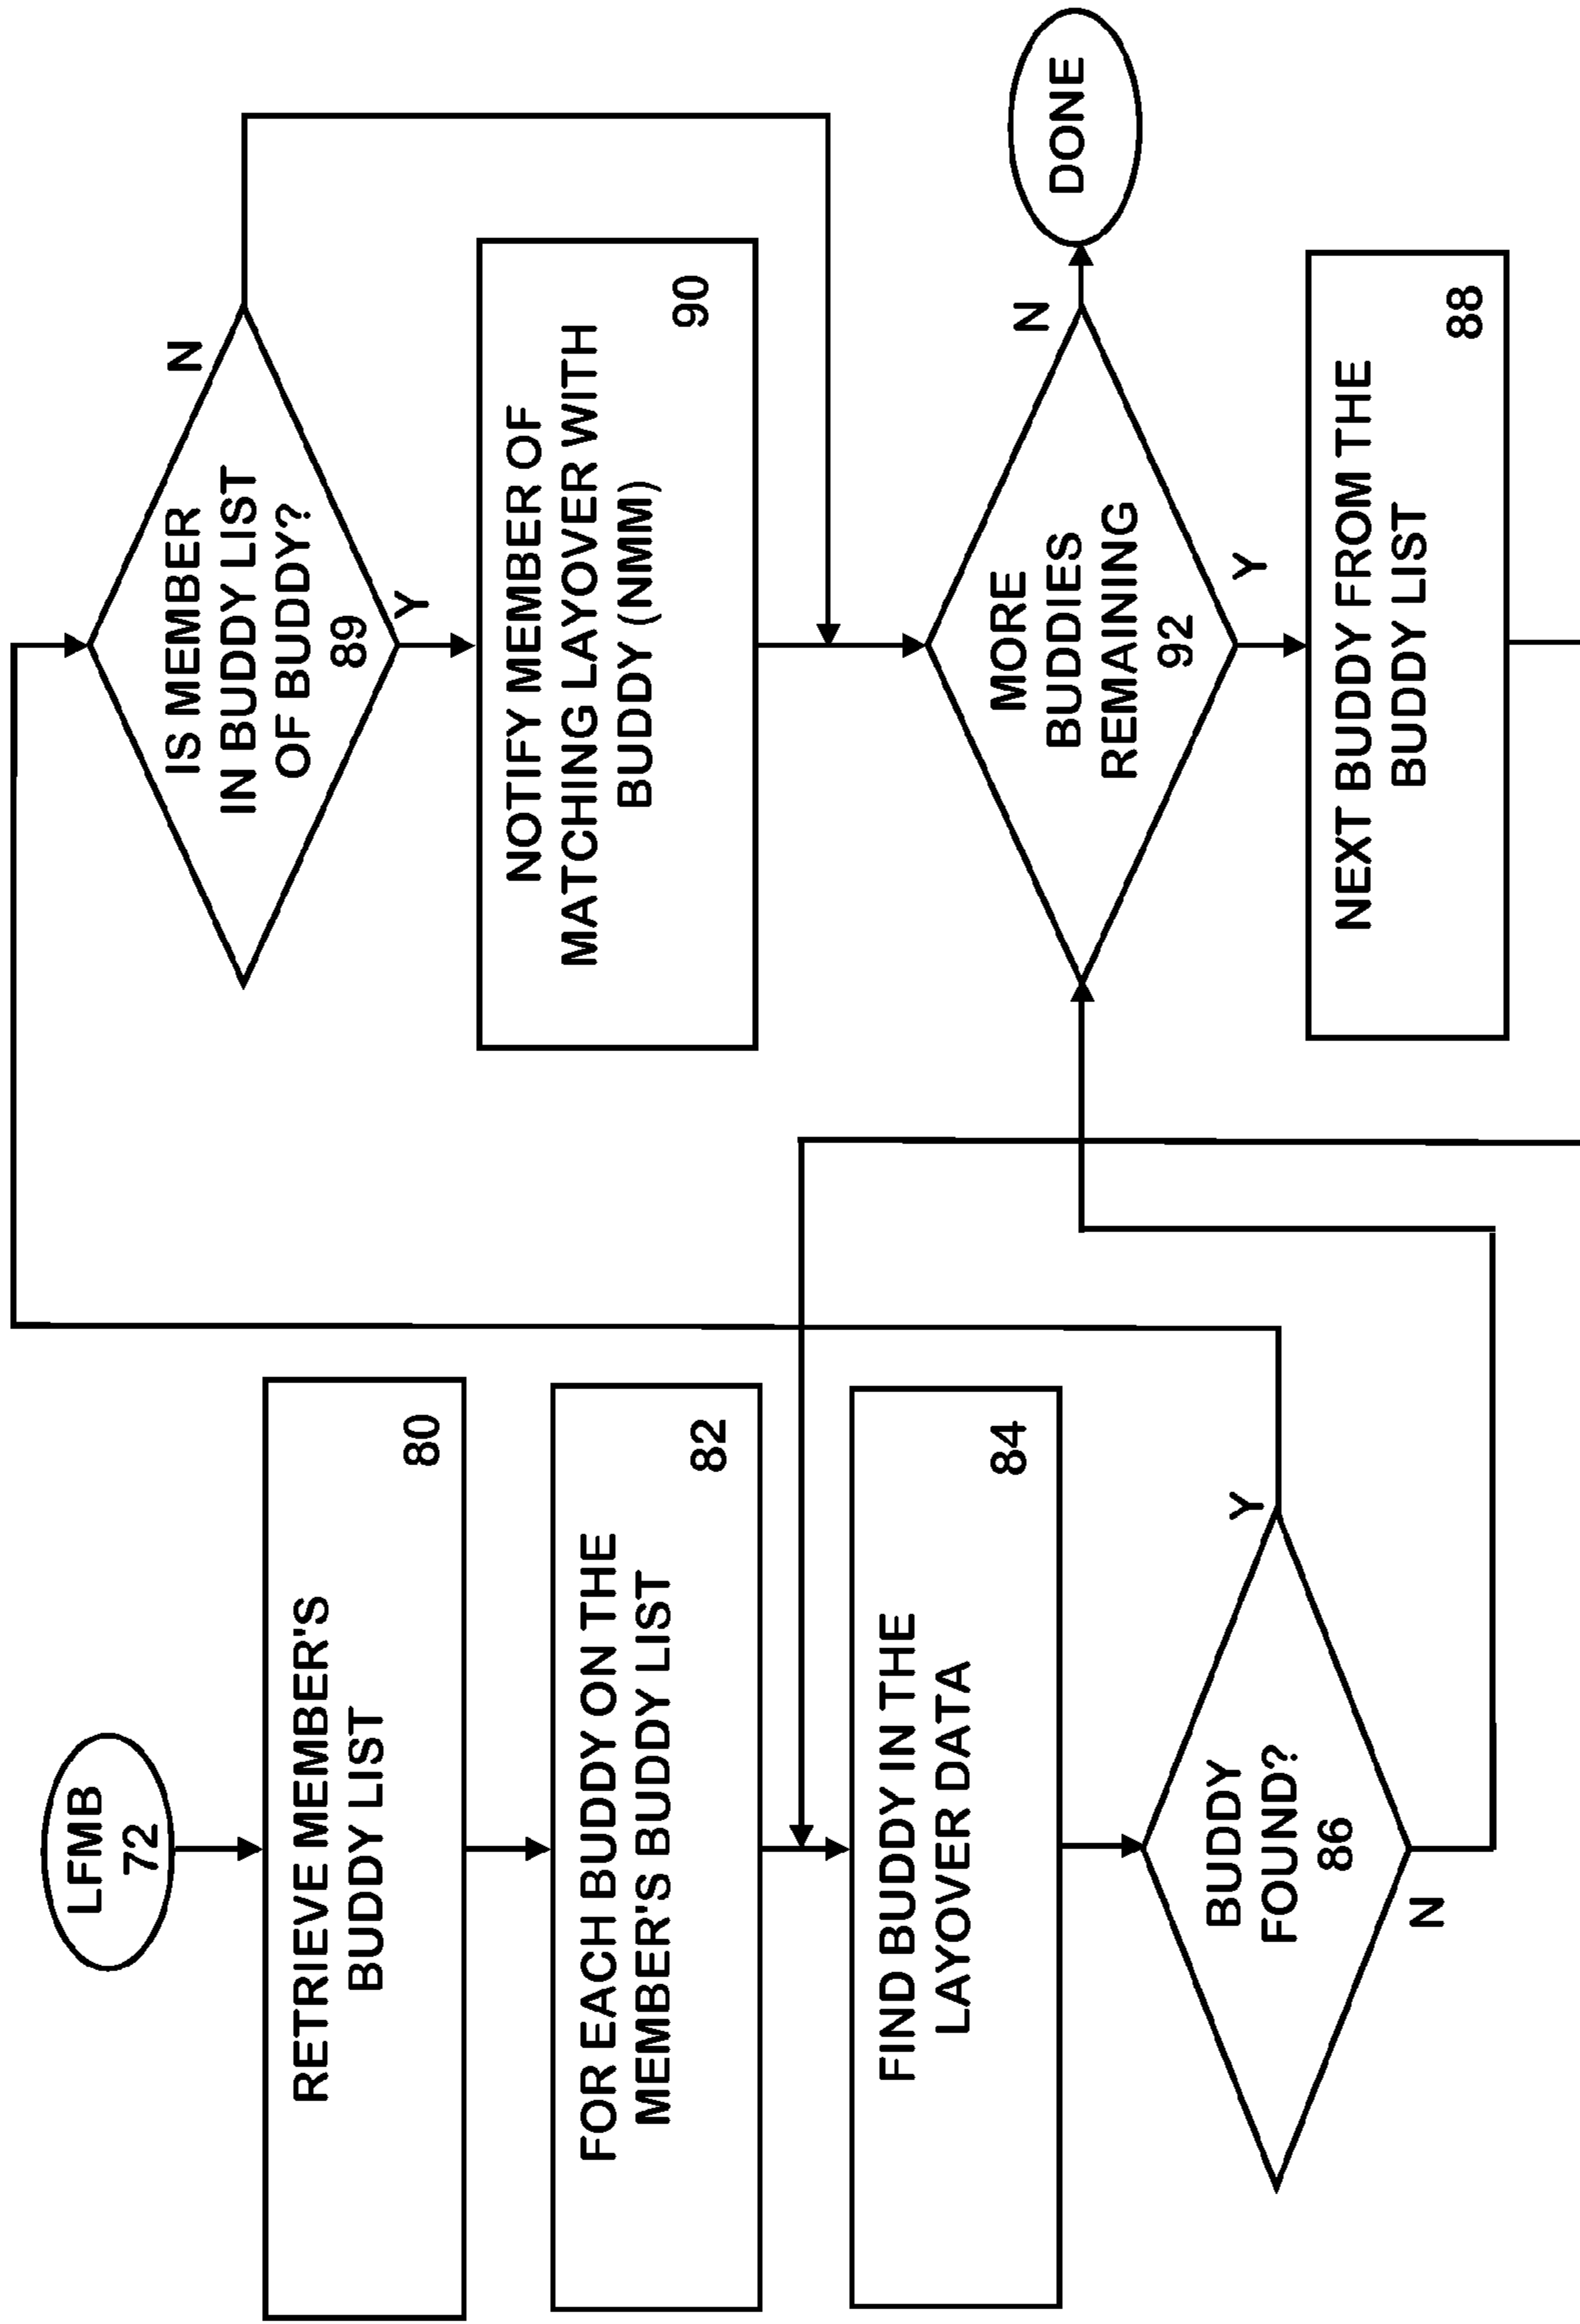 LFMB
72
RETRIEVE MEMBER'S
BUDDY LIST
80
FOR EACH BUDDY ON THE
MEMBER'S BUDDY LIST
82
FIND BUDDY IN THE
LAYOVER DATA
84
BUDDY
FOUND?
86
Y
N
IS MEMBER
IN BUDDY LIST
OF BUDDY?
89
N
Y
NOTIFY MEMBER OF
MATCHING LAYOVER WITH
BUDDY (NMM)
90
MORE
BUDDIES
REMAINING
92
N
DONE
Y
NEXT BUDDY FROM THE
BUDDY LIST
88